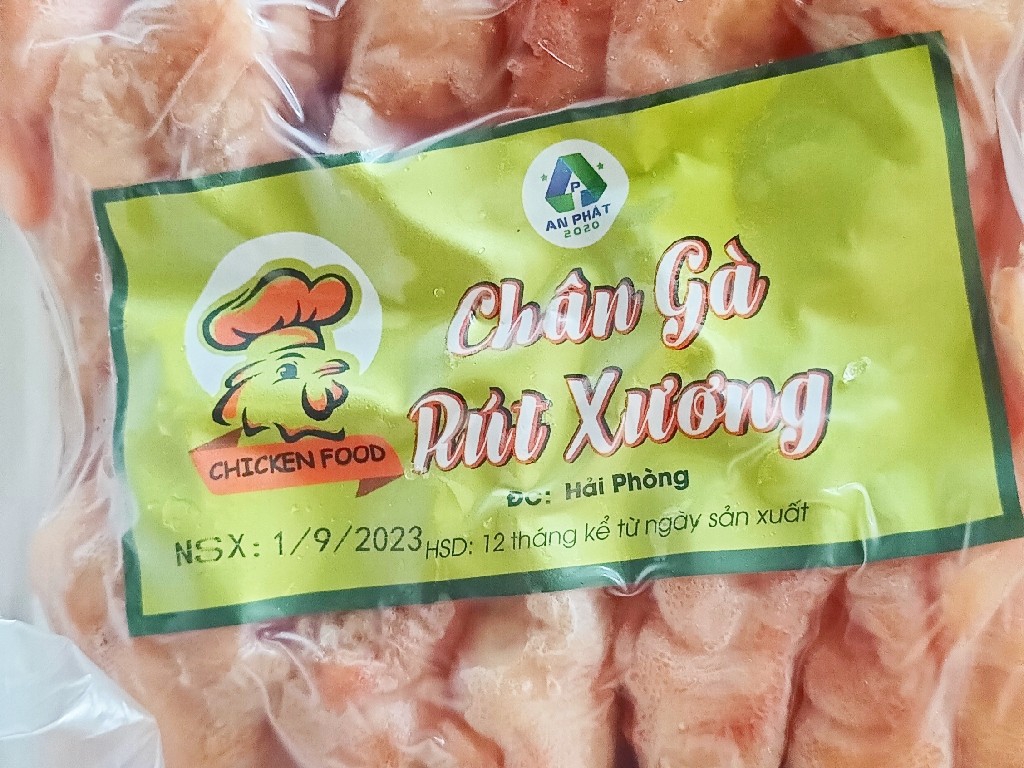 P
AN PHÁT
2020
Chân Gà
Rút Xương
CHICKEN FOOD
ĐC: Hải Phòng
NSX: 1/9/2023
HSD: 12 tháng kể từ ngày sản xuất